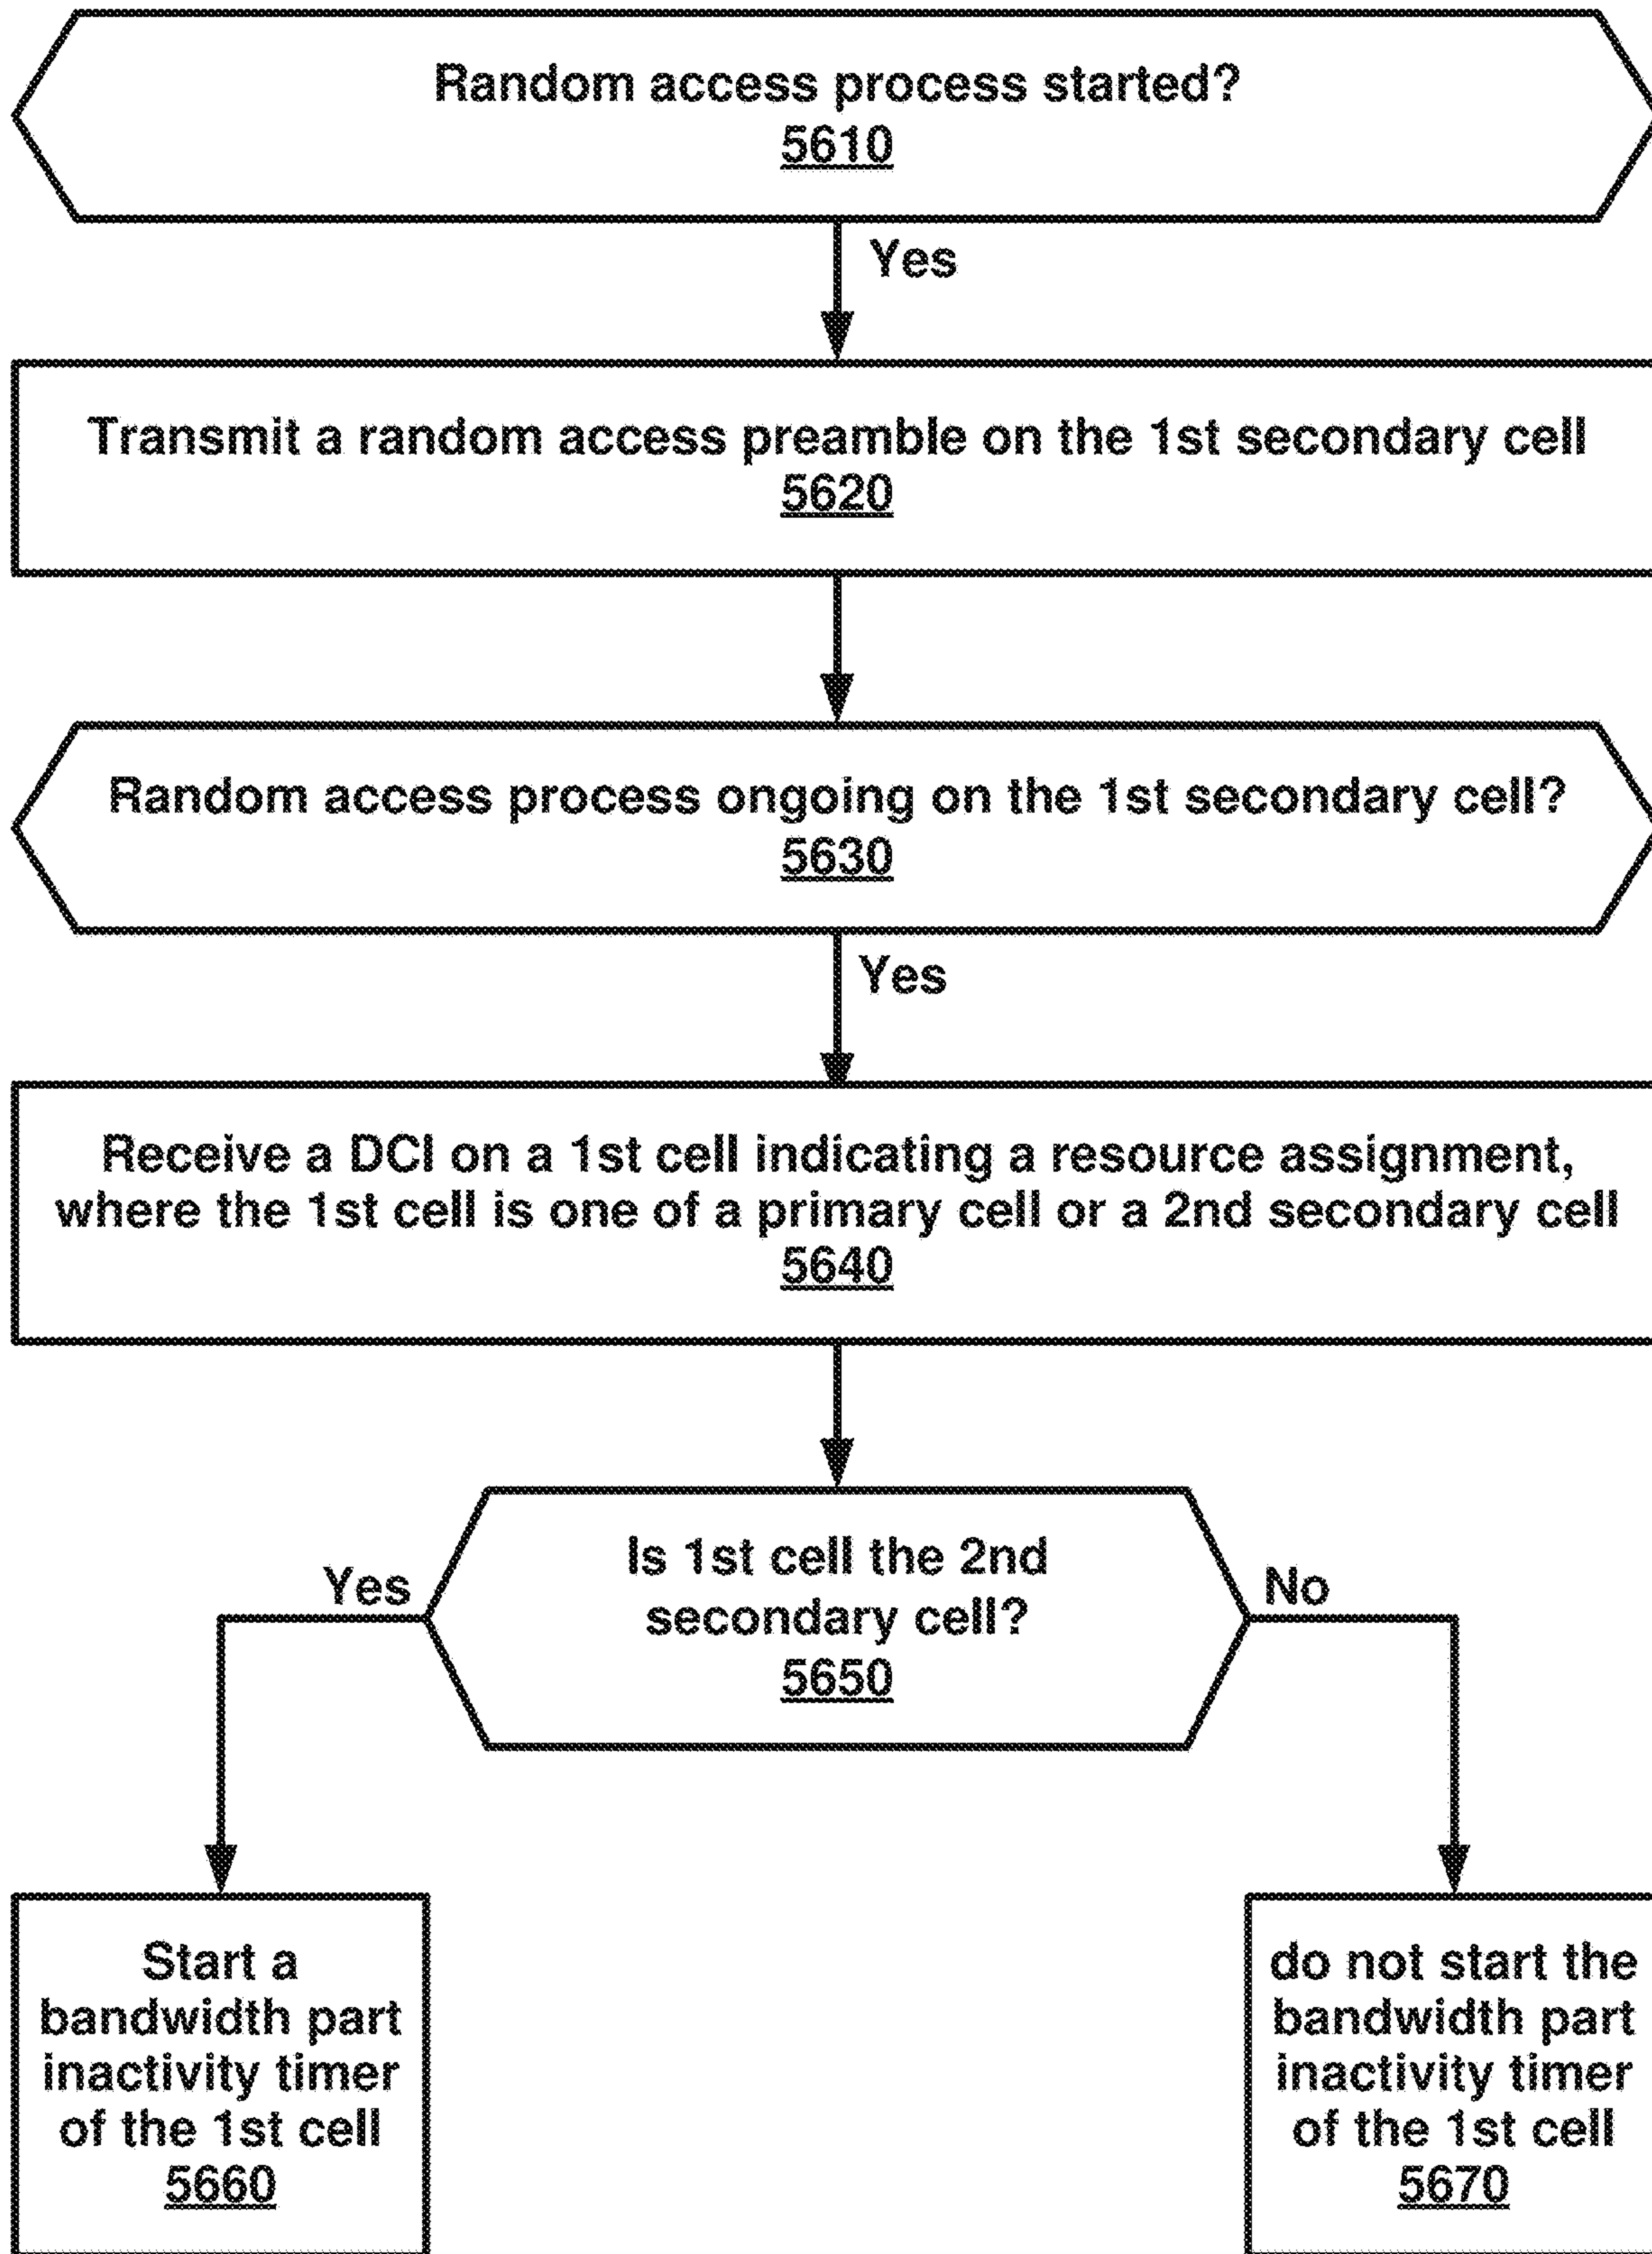 Random access process started?
5610
Yes
Transmit a random access preamble on the 1st secondary cell
5620
Random access process ongoing on the 1st secondary cell?
5630
Yes
Receive a DCI on a 1st cell indicating a resource assignment,
where the 1st cell is one of a primary cell or a 2nd secondary cell
5640
Is 1st cell the 2nd
secondary cell?
5650
Yes
No
Start a
bandwidth part
inactivity timer
of the 1st cell
5660
do not start the
bandwidth part
inactivity timer
of the 1st cell
5670